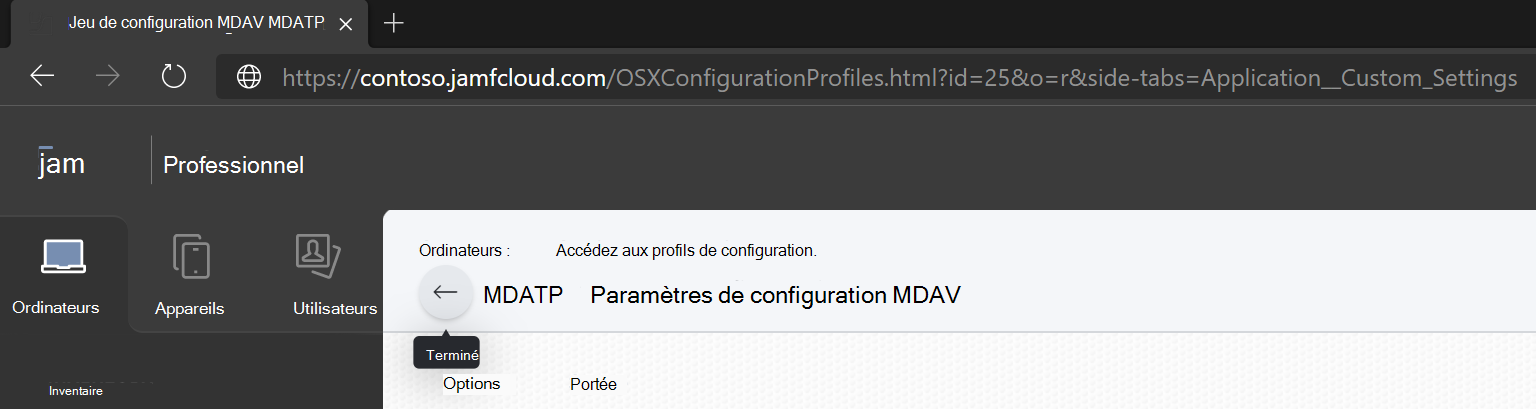 Jeu de configuration MDAV MDATP
https://contoso.jamfcloud.com/OSXConfigurationProfiles.html?id=25&o=r&side-tabs=Application__Custom_Settings
jam Professionnel
Ordinateurs : Accédez aux profils de configuration.
MDATP Paramètres de configuration MDAV
Ordinateurs Appareils Utilisateurs
Terminé
Options Portée
Inventaire